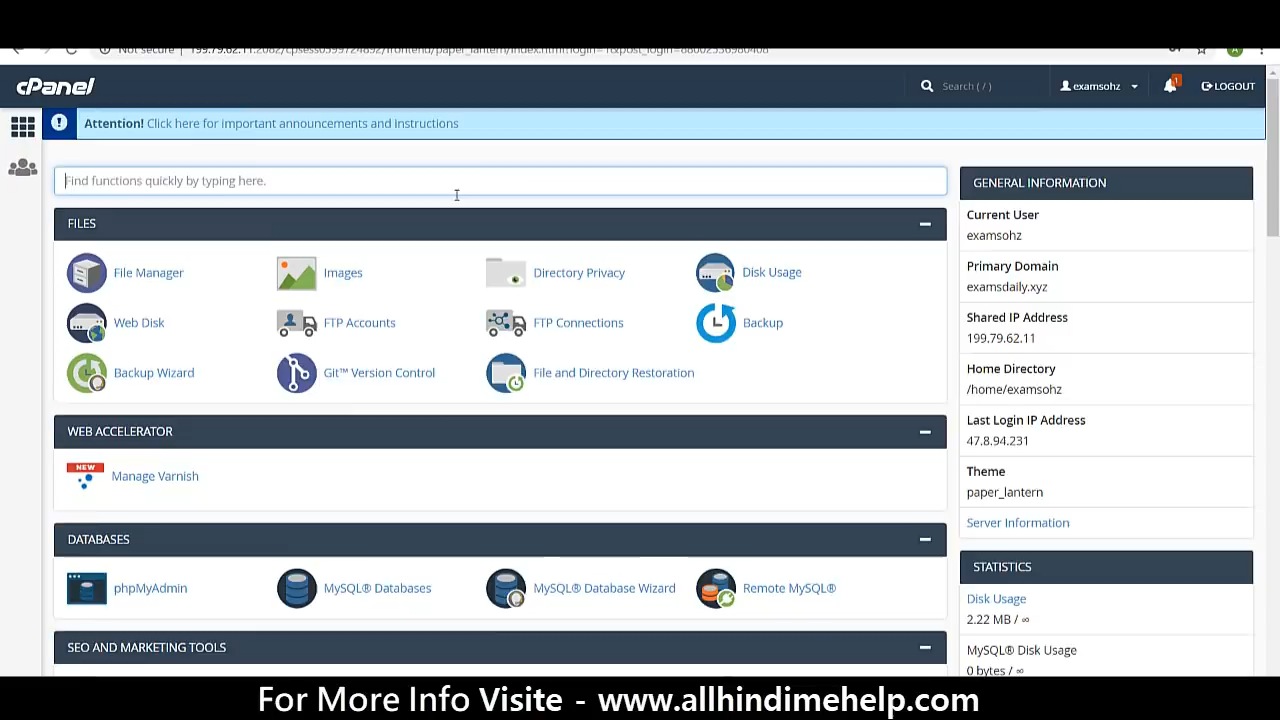 Not secure
cPanel
Search ( / )
examsohz
1
LOGOUT
Attention! Click here for important announcements and instructions
Find functions quickly by typing here.
FILES
File Manager
Images
Directory Privacy
Disk Usage
Web Disk
FTP Accounts
FTP Connections
Backup
Backup Wizard
Git™ Version Control
File and Directory Restoration
WEB ACCELERATOR
NEW
Manage Varnish
DATABASES
phpMyAdmin
MySQL® Databases
MySQL® Database Wizard
Remote MySQL®
SEO AND MARKETING TOOLS
GENERAL INFORMATION
Current User
examsohz
Primary Domain
examsdaily.xyz
Shared IP Address
199.79.62.11
Home Directory
/home/examsohz
Last Login IP Address
47.8.94.231
Theme
paper_lantern
Server Information
STATISTICS
Disk Usage
2.22 MB / ∞
MySQL® Disk Usage
0 bytes / ∞
For More Info Visite - www.allhindimehelp.com